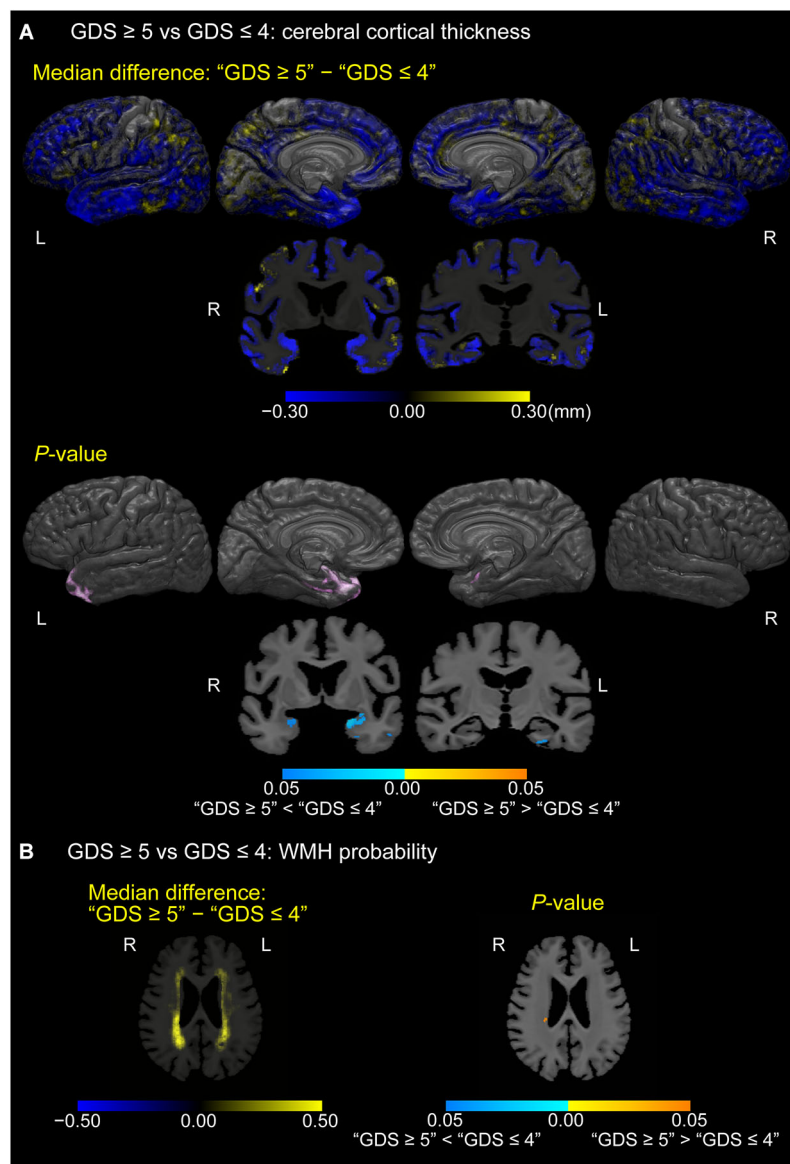 A GDS ≥ 5 vs GDS ≤ 4: cerebral cortical thickness
Median difference: “GDS ≥ 5” − “GDS ≤ 4”
L R
R L
−0.30 0.00 0.30(mm)
P-value
L R
R L
0.05 0.00 0.05
“GDS ≥ 5” < “GDS ≤ 4” “GDS ≥ 5” > “GDS ≤ 4”
B GDS ≥ 5 vs GDS ≤ 4: WMH probability
Median difference:
“GDS ≥ 5” − “GDS ≤ 4”
P-value
R L R L
−0.50 0.00 0.50
0.05 0.00 0.05
“GDS ≥ 5” < “GDS ≤ 4” “GDS ≥ 5” > “GDS ≤ 4”